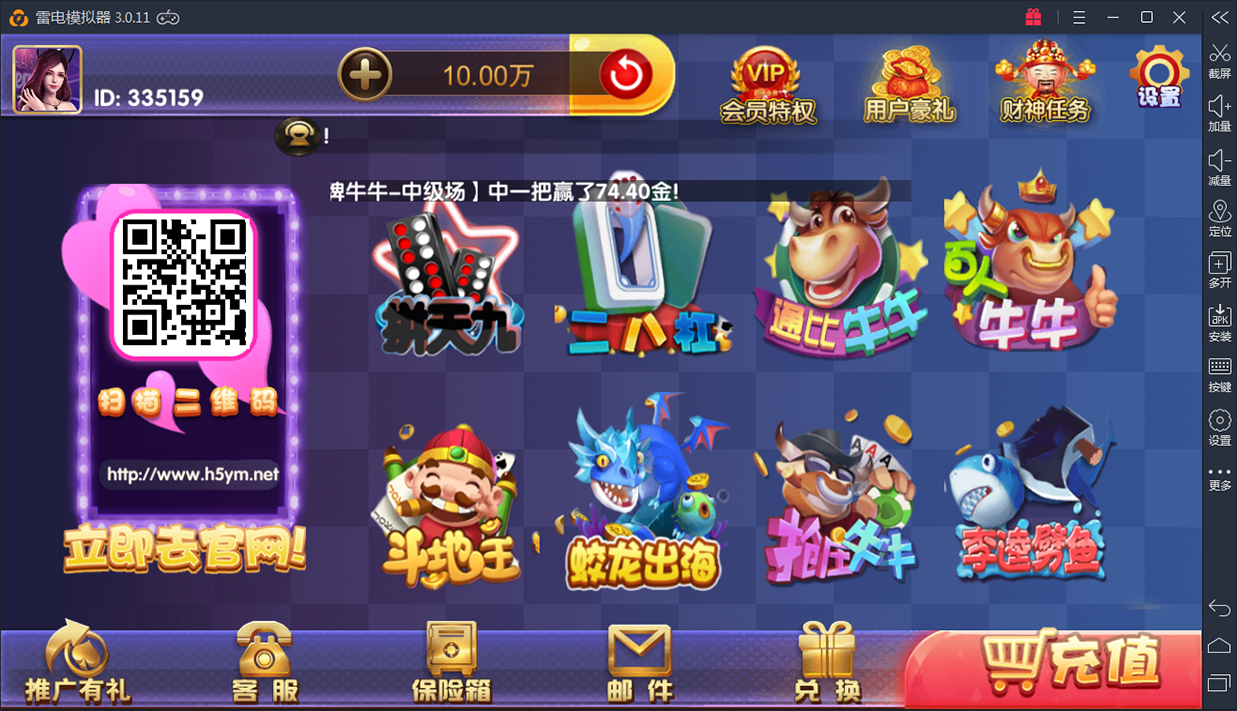 雷电模拟器 3.0.11
ID: 335159
10.00万
VIP
会员特权
用户豪礼
财神任务
设置
!
牌牛牛-中级场】中一把赢了74.40金!
扫描二维码
http://www.h5ym.net
立即去官网!
拼天九
二八杠
通比牛牛
百人
牛牛
斗地主
蛟龙出海
抢庄牛牛
李逵劈鱼
推广有礼
客服
保险箱
邮件
兑换
充值
截屏
加量
减量
定位
多开
APK
安装
按键
设置
更多